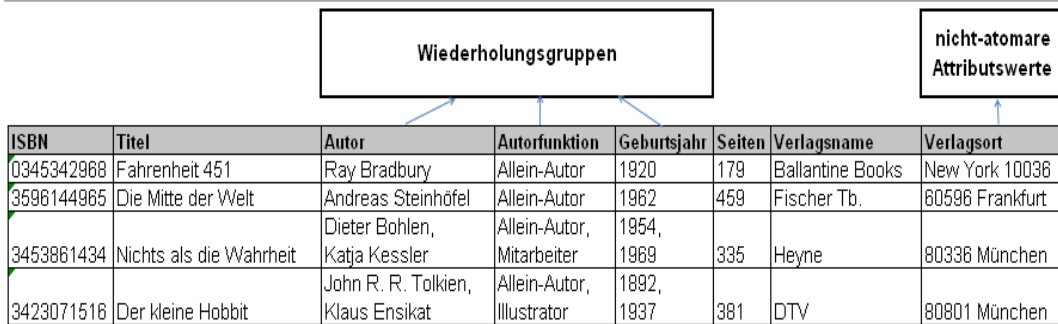 Wiederholungsgruppen
nicht-atomare
Attributswerte
ISBN Titel Autor Autorfunktion Geburtsjahr Seiten Verlagsname Verlagsort
0345342968 Fahrenheit 451 Ray Bradbury Allein-Autor 1920 179 Ballantine Books New York 10036
3596144965 Die Mitte der Welt Andreas Steinhöfel Allein-Autor 1962 459 Fischer Tb. 60596 Frankfurt
Dieter Bohlen, Allein-Autor, 1954,
3453861434 Nichts als die Wahrheit Katja Kessler Mitarbeiter 1969 335 Heyne 80336 München
John R. R. Tolkien, Allein-Autor, 1892,
3423071516 Der kleine Hobbit Klaus Ensikat Illustrator 1937 381 DTV 80801 München